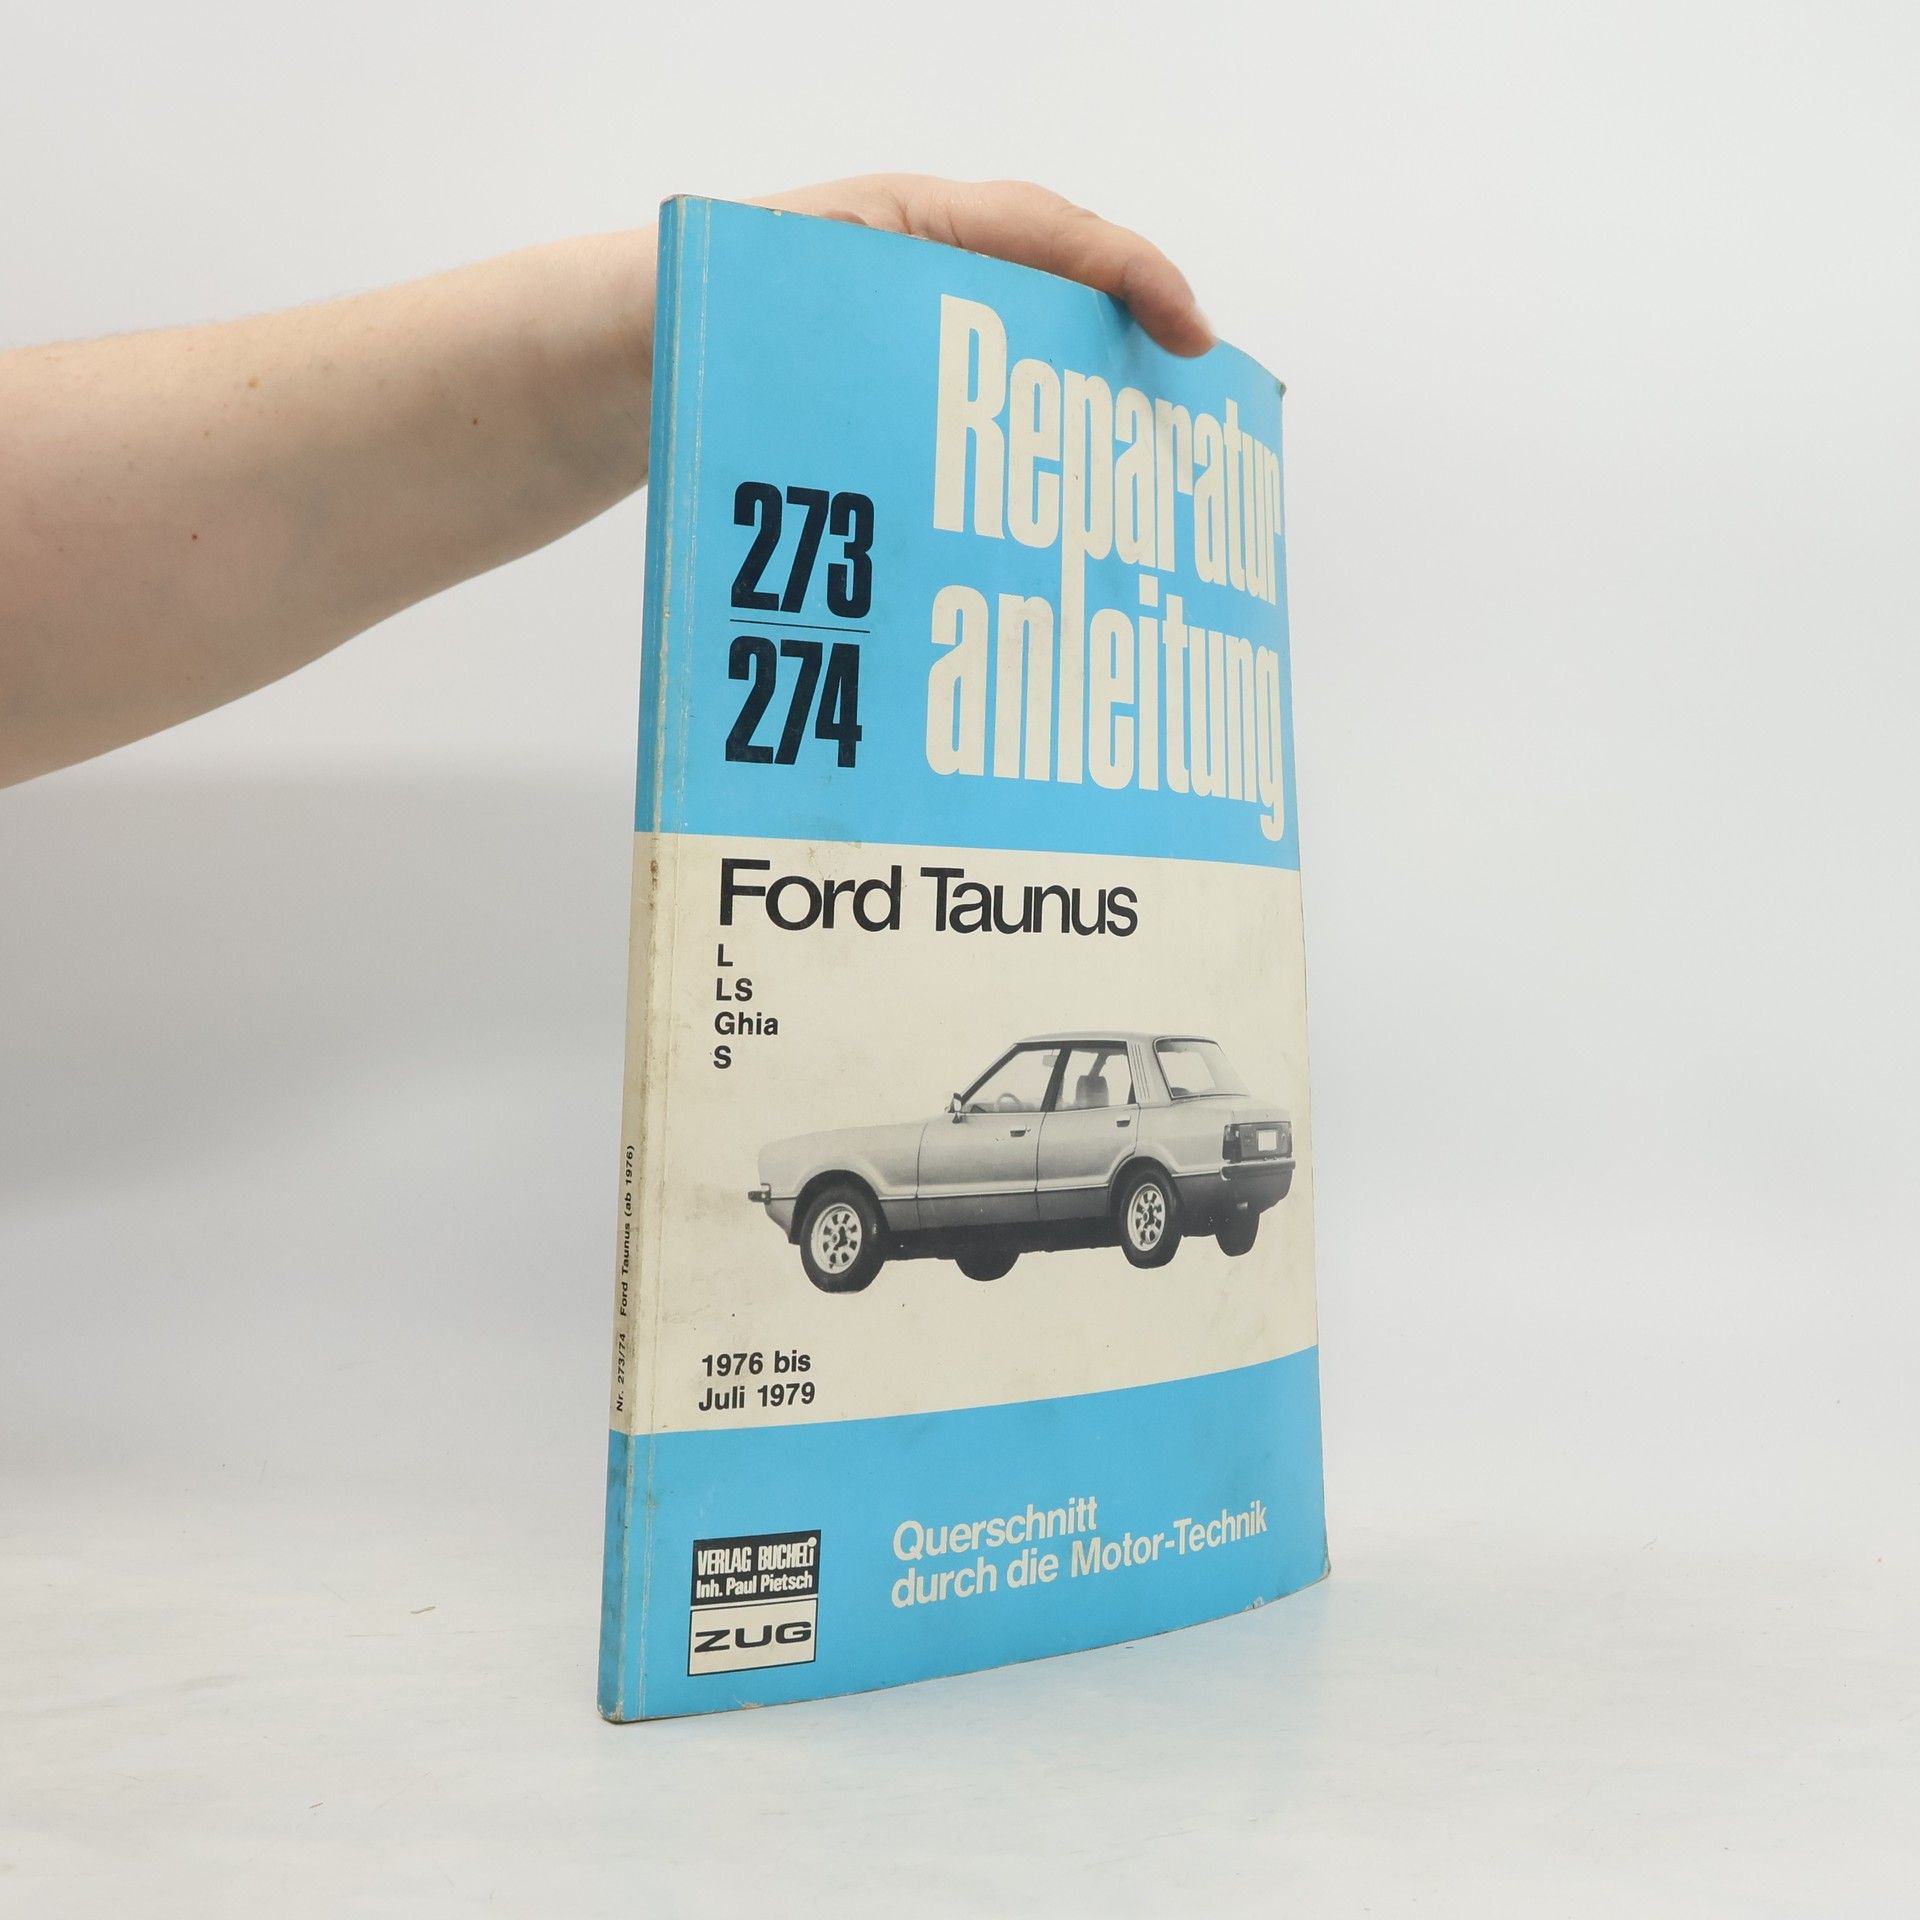 Reparatur
anleitung
273
274
Ford Taunus
L
LS
Ghia
S
1976 bis
Juli 1979
Querschnitt
durch die Motor-Technik
VERLAG BUCHELi
Inh. Paul Pietsch
ZUG
Nr. 273/74 Ford Taunus (ab 1976)